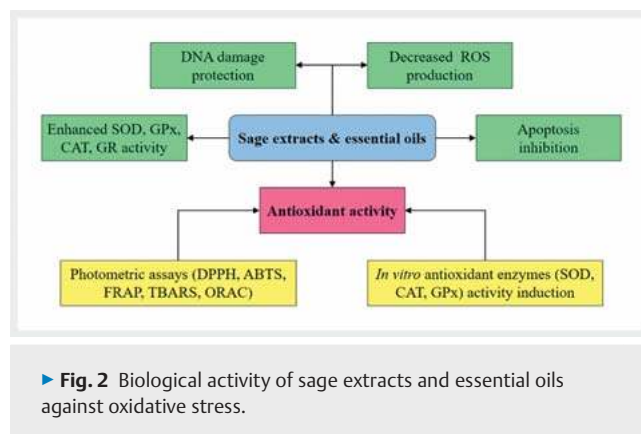 DNA damage
protection
Decreased ROS
production
Enhanced SOD, GPx,
CAT, GR activity
Sage extracts & essential oils
Apoptosis
inhibition
Antioxidant activity
Photometric assays (DPPH, ABTS,
FRAP, TBARS, ORAC)
In vitro antioxidant enzymes (SOD,
CAT, GPx) activity induction
► Fig. 2 Biological activity of sage extracts and essential oils
against oxidative stress.